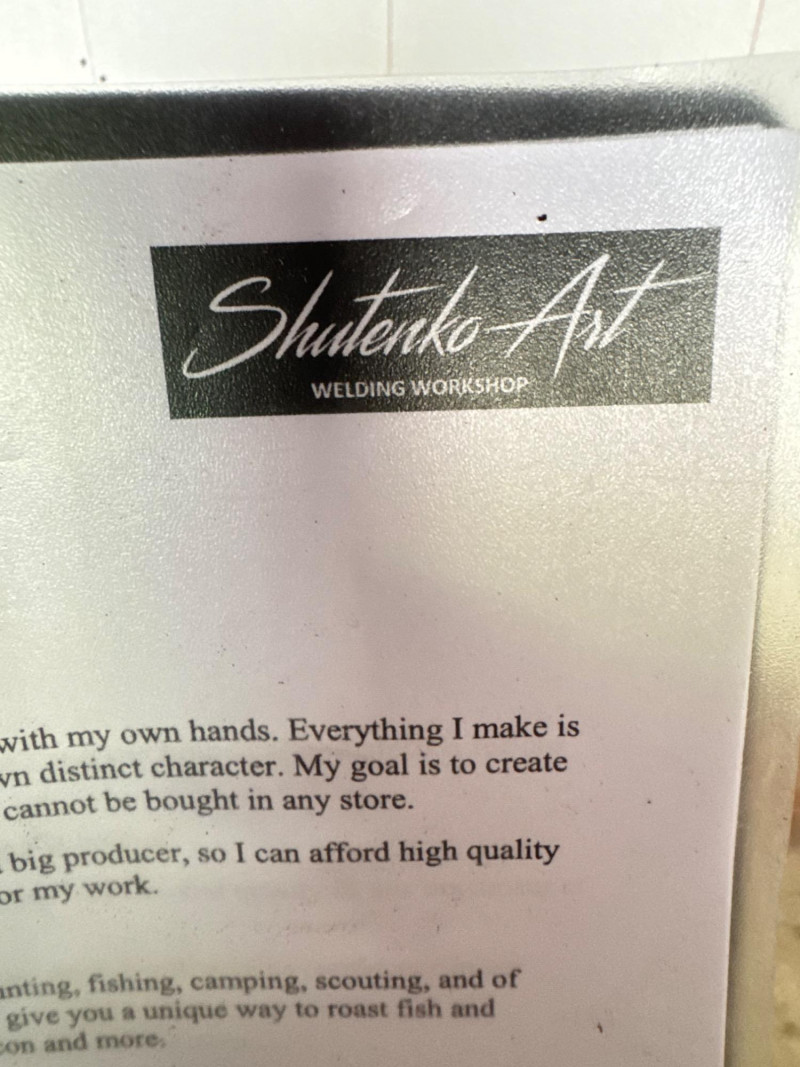 Shutenko Art
WELDING WORKSHOP
with my own hands. Everything I make is
distinct character. My goal is to create
cannot be bought in any store.
big producer, so I can afford high quality
or my work.
fishing, camping, scouting, and of
give you a unique way to roast fish and
and more.